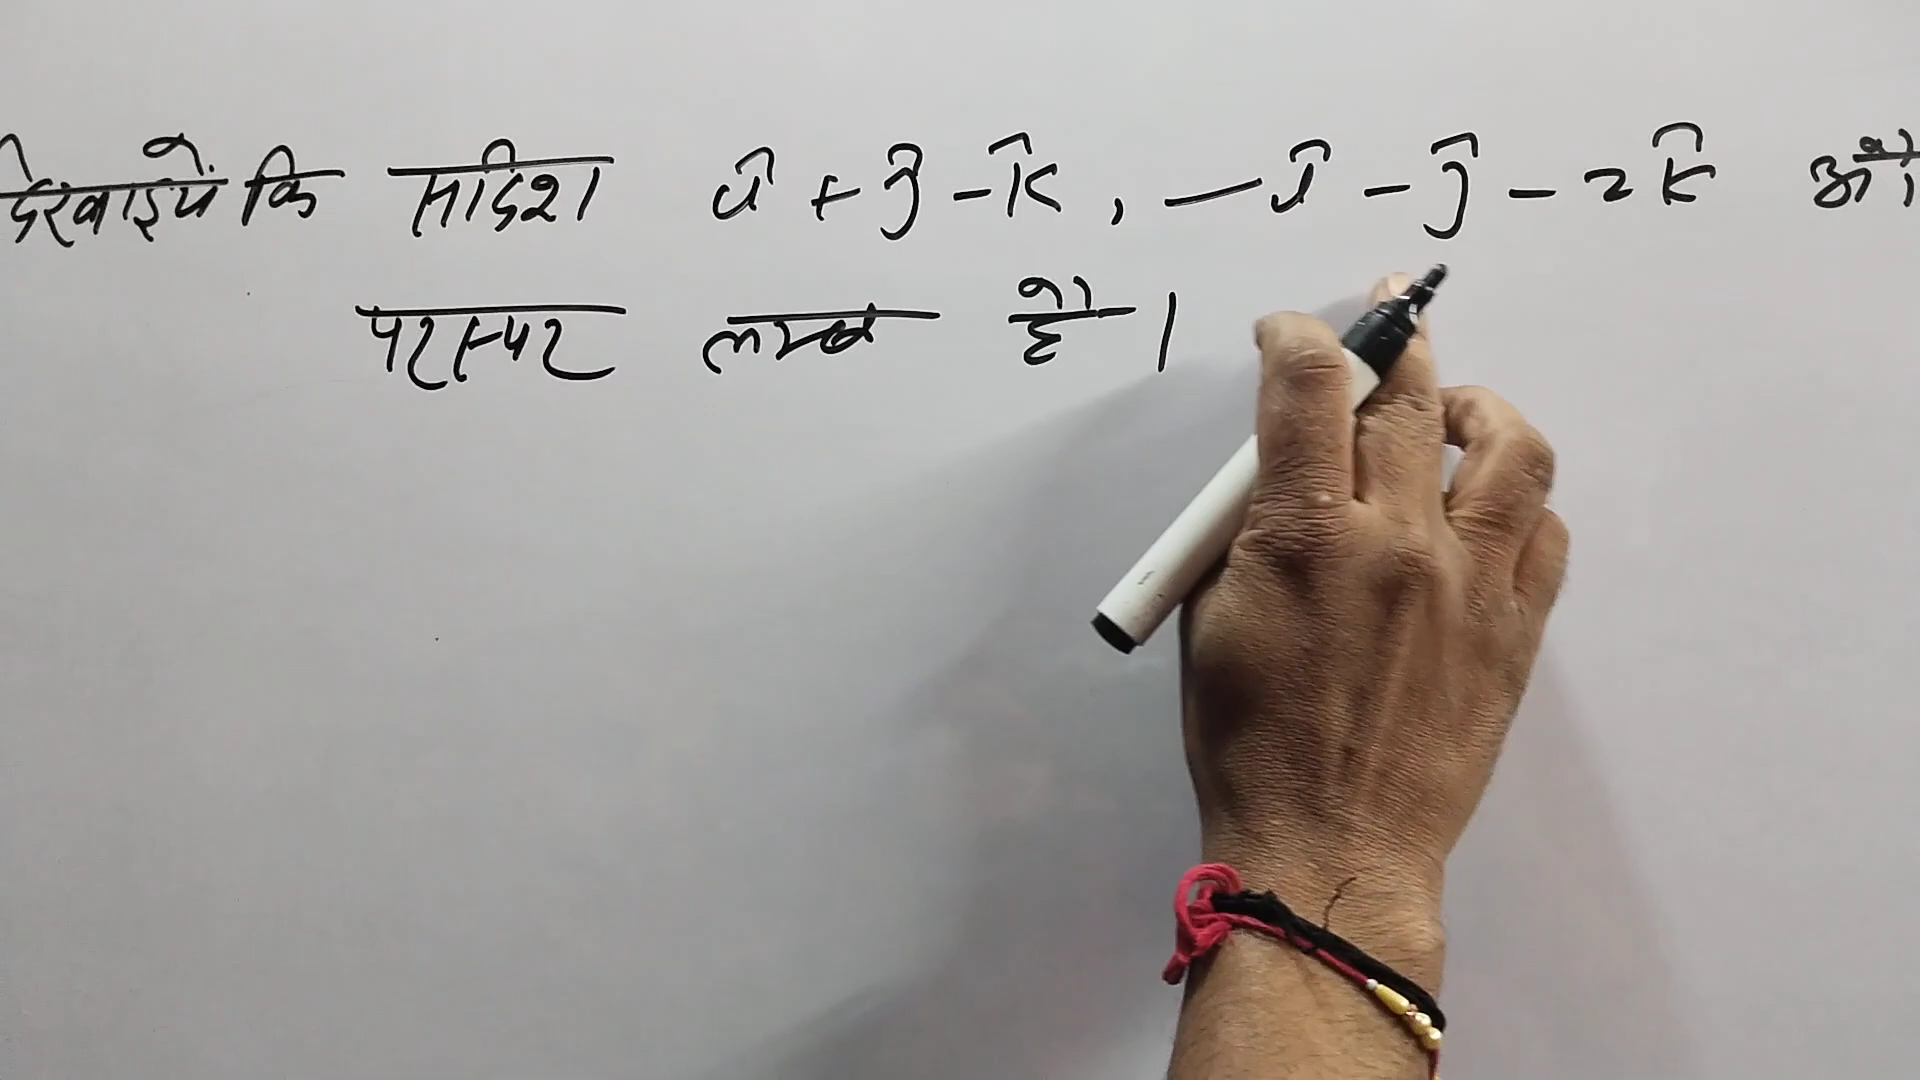 दिखाइये कि सदिश î + ĵ - k̂, -î - ĵ - 2k̂
परस्पर लम्ब है।